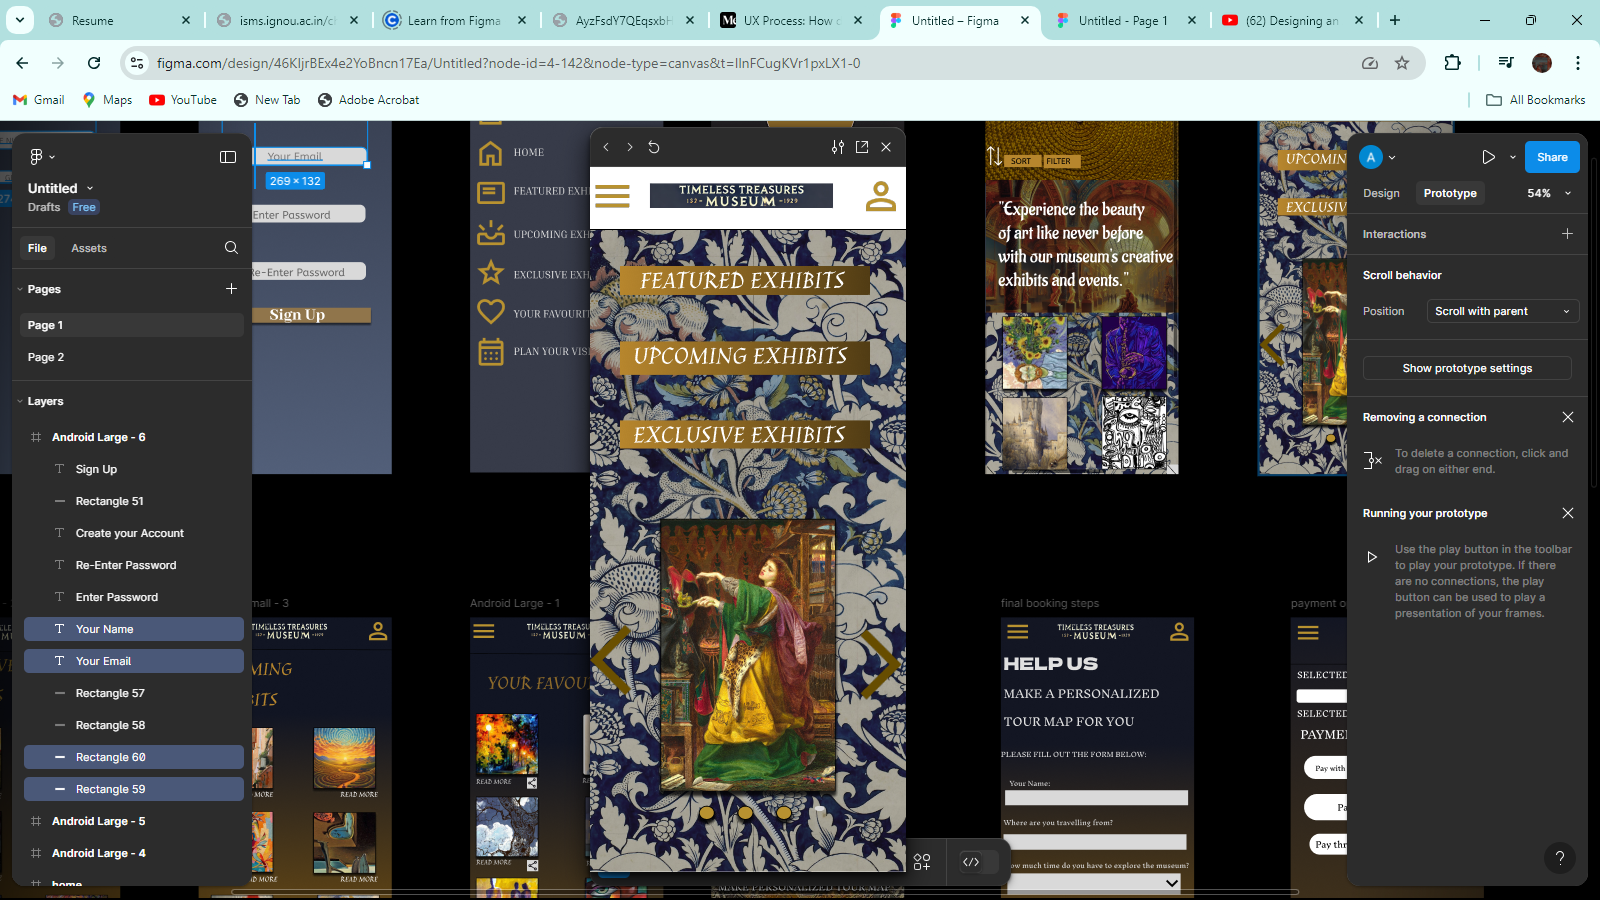 Resume
isms.ignou.ac.in/c
Learn from Figma
AyzFsdY7QEqsxbH
UX Process: How
Untitled – Figma
Untitled - Page 1
(62) Designing an
figma.com/design/46KljrBEx4e2YoBncn17Ea/Untitled?node-id=4-142&node-type=canvas&t=IlnFCugKVr1pxLX1-0
Gmail
Maps
YouTube
New Tab
Adobe Acrobat
All Bookmarks
Untitled
Drafts
Free
File
Assets
Pages
Page 1
Page 2
Layers
Android Large - 6
Sign Up
Rectangle 51
Create your Account
Re-Enter Password
Enter Password
Your Name
Your Email
Rectangle 57
Rectangle 58
Rectangle 60
Rectangle 59
Android Large - 5
Android Large - 4
home
Your Email
269 × 132
Enter Password
Re-Enter Password
Sign Up
HOME
FEATURED EXH
UPCOMING EXH
EXCLUSIVE EXH
YOUR FAVOURIT
PLAN YOUR VIS
TIMELESS TREASURES
MUSEUM
FEATURED EXHIBITS
UPCOMING EXHIBITS
EXCLUSIVE EXHIBITS
SORT
FILTER
"Experience the beauty
of art like never before
with our museum's creative
exhibits and events."
UPCOMIN
EXCLUSIV
mall - 3
TIMELESS TREASURES
MUSEUM
MING
BITS
READ MORE
READ MORE
Android Large - 1
TIMELESS TREASURES
MUSEUM
YOUR FAVOU
READ MORE
READ MORE
MAKE PERSONALIZED TOUR MAP
final booking steps
TIMELESS TREASURES
MUSEUM
HELP US
MAKE A PERSONALIZED
TOUR MAP FOR YOU
PLEASE FILL OUT THE FORM BELOW:
Your Name:
Where are you travelling from?
How much time do you have to explore the museum?
payment o
SELECTED
SELECTED
PAYMEN
Pay with
Pa
Pay thr
A
Share
Design
Prototype
54%
Interactions
Scroll behavior
Position
Scroll with parent
Show prototype settings
Removing a connection
To delete a connection, click and
drag on either end.
Running your prototype
Use the play button in the toolbar
to play your prototype. If there
are no connections, the play
button can be used to play a
presentation of your frames.
?